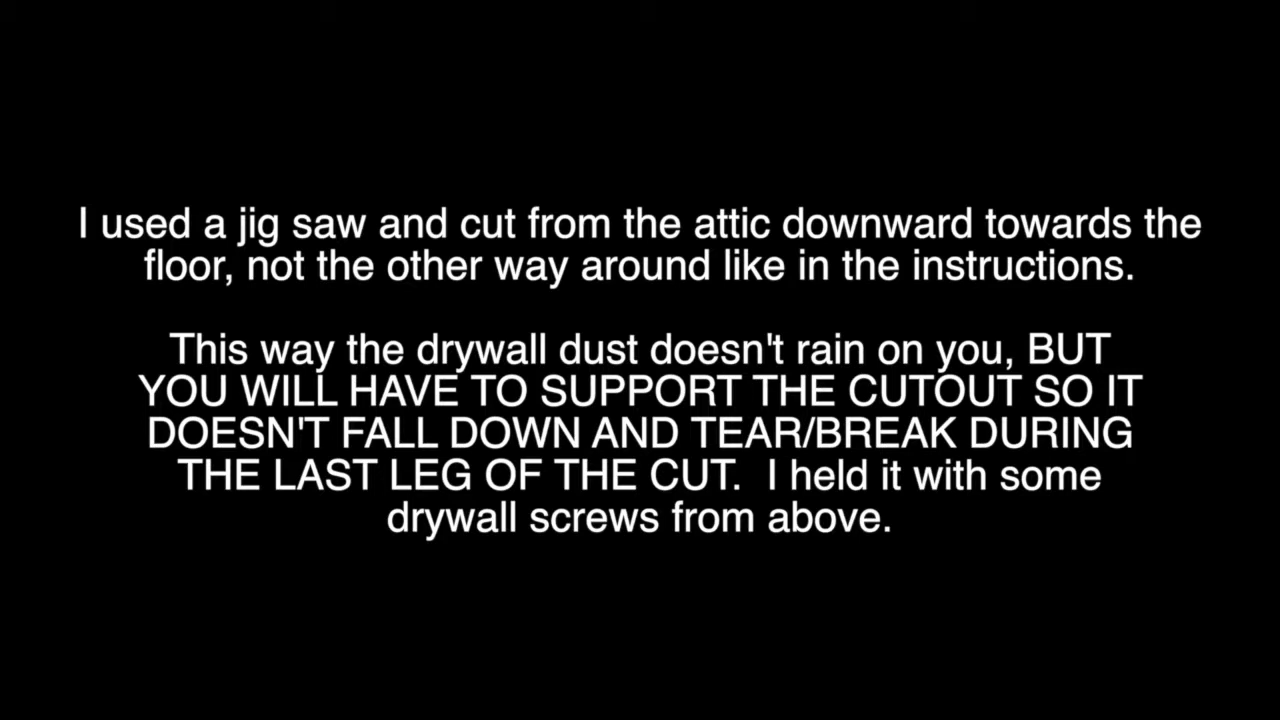 I used a jig saw and cut from the attic downward towards the
floor, not the other way around like in the instructions.
This way the drywall dust doesn't rain on you, BUT
YOU WILL HAVE TO SUPPORT THE CUTOUT SO IT
DOESN'T FALL DOWN AND TEAR/BREAK DURING
THE LAST LEG OF THE CUT.  I held it with some
drywall screws from above.